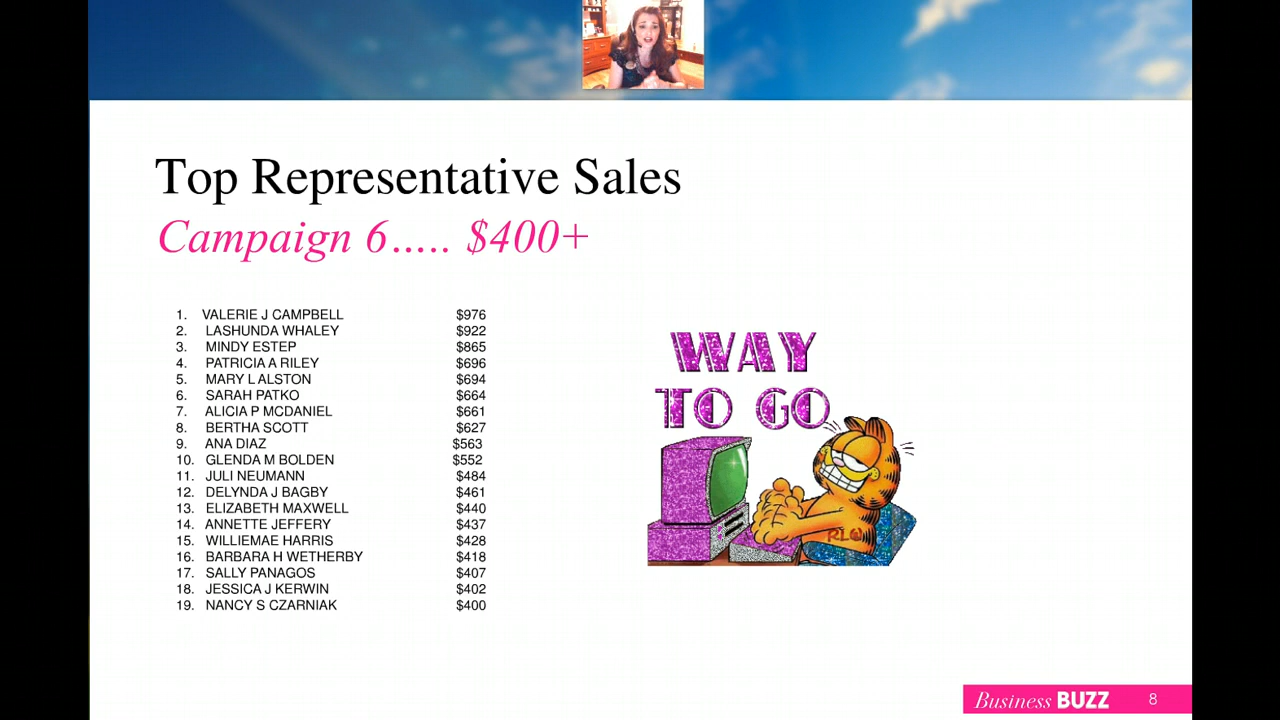 Top Representative Sales
Campaign 6..... $400+
1. VALERIE J CAMPBELL $976
2. LASHUNDA WHALEY $922
3. MINDY ESTEP $865
4. PATRICIA A RILEY $696
5. MARY L ALSTON $694
6. SARAH PATKO $664
7. ALICIA P MCDANIEL $661
8. BERTHA SCOTT $627
9. ANA DIAZ $563
10. GLENDA M BOLDEN $552
11. JULI NEUMANN $484
12. DELYNDA J BAGBY $461
13. ELIZABETH MAXWELL $440
14. ANNETTE JEFFERY $437
15. WILLIEMAE HARRIS $428
16. BARBARA H WETHERBY $418
17. SALLY PANAGOS $407
18. JESSICA J KERWIN $402
19. NANCY S CZARNIAK $400
WAY
TO GO
RLW
Business BUZZ 8